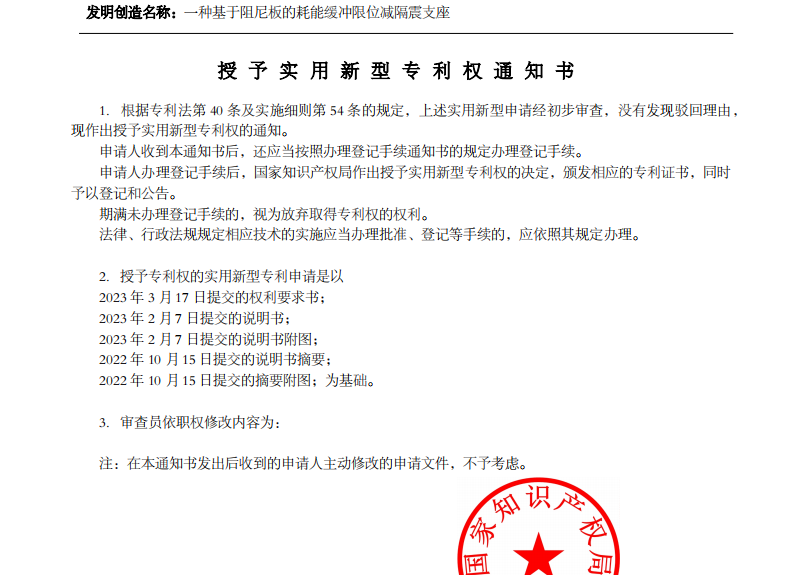 发明创造名称：一种基于阻尼板的耗能缓冲限位减隔震支座
授予实用新型专利权通知书
1. 根据专利法第 40 条及实施细则第 54 条的规定，上述实用新型申请经初步审查，没有发现驳回理由，
现作出授予实用新型专利权的通知。
申请人收到本通知书后，还应当按照办理登记手续通知书的规定办理登记手续。
申请人办理登记手续后，国家知识产权局作出授予实用新型专利权的决定，颁发相应的专利证书，同时
予以登记和公告。
期满未办理登记手续的，视为放弃取得专利权的权利。
法律、行政法规规定相应技术的实施应当办理批准、登记等手续的，应依照其规定办理。
2. 授予专利权的实用新型专利申请是以
2023 年 3 月 17 日提交的权利要求书；
2023 年 2 月 7 日提交的说明书；
2023 年 2 月 7 日提交的说明书附图；
2022 年 10 月 15 日提交的说明书摘要；
2022 年 10 月 15 日提交的摘要附图；为基础。
3. 审查员依职权修改内容为：
注：在本通知书发出后收到的申请人主动修改的申请文件，不予考虑。
国家知识产权局